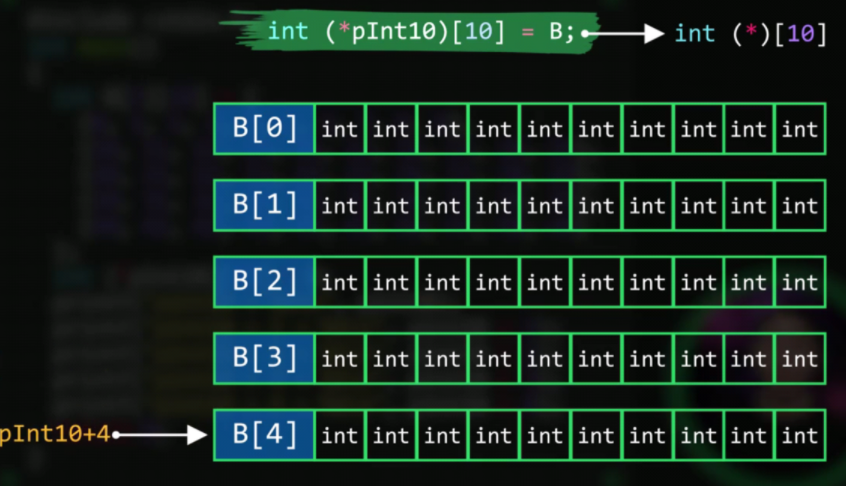 int (*pInt10)[10] = B; int (*)[10]
B[0] int int int int int int int int int int
B[1] int int int int int int int int int int
B[2] int int int int int int int int int int
B[3] int int int int int int int int int int
pInt10+4 B[4] int int int int int int int int int int